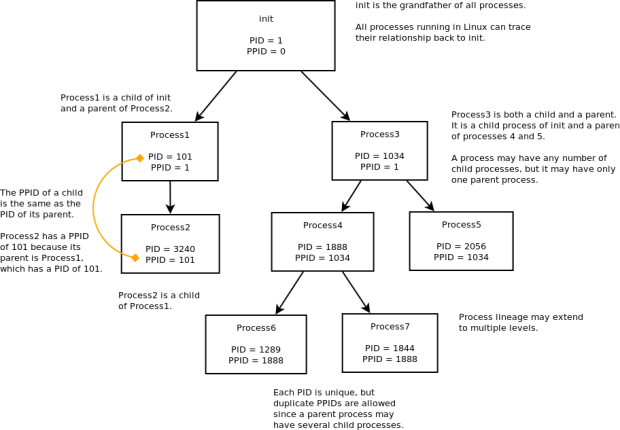 init is the grandfather of all processes.
All processes running in Linux can trace
their relationship back to init.
init
PID = 1
PPID = 0
Process1 is a child of init
and a parent of Process2.
Process1
PID = 101
PPID = 1
Process3
PID = 1034
PPID = 1
Process3 is both a child and a parent.
It is a child process of init and a paren
of processes 4 and 5.
A process may have any number of
child processes, but it may have only
one parent process.
The PPID of a child
is the same as the
PID of its parent.
Process2 has a PPID
of 101 because its
parent is Process1,
which has a PID of 101.
Process2
PID = 3240
PPID = 101
Process2 is a child
of Process1.
Process4
PID = 1888
PPID = 1034
Process5
PID = 2056
PPID = 1034
Process6
PID = 1289
PPID = 1888
Process7
PID = 1844
PPID = 1888
Process lineage may extend
to multiple levels.
Each PID is unique, but
duplicate PPIDs are allowed
since a parent process may
have several child processes.